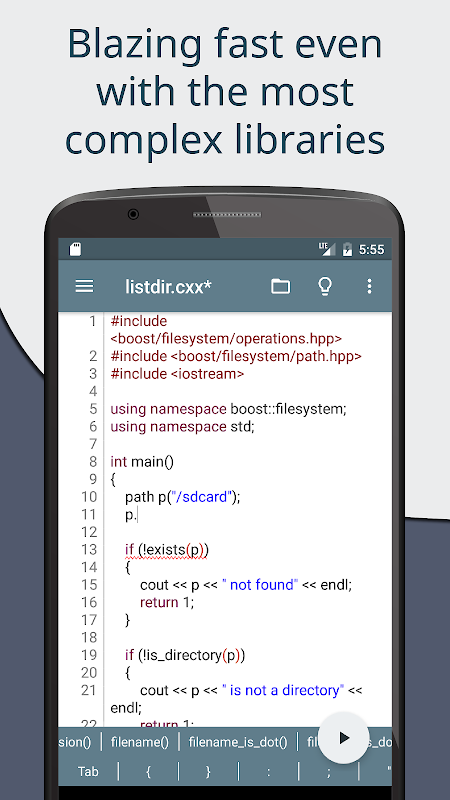 Blazing fast even
with the most
complex libraries
LTE 5:55
listdir.cxx*
1 #include
<boost/filesystem/operations.hpp>
2 #include <boost/filesystem/path.hpp>
3 #include <iostream>
4
5 using namespace boost::filesystem;
6 using namespace std;
7
8 int main()
9 {
10 path p("/sdcard");
11 p.
12
13 if (!exists(p))
14 {
15 cout << p << " not found" << endl;
16 return 1;
17 }
18
19 if (!is_directory(p))
20 {
21 cout << p << " is not a directory" <<
endl;
22 return 1;
sion() filename() filename_is_dot() s_do
Tab { } : ; "